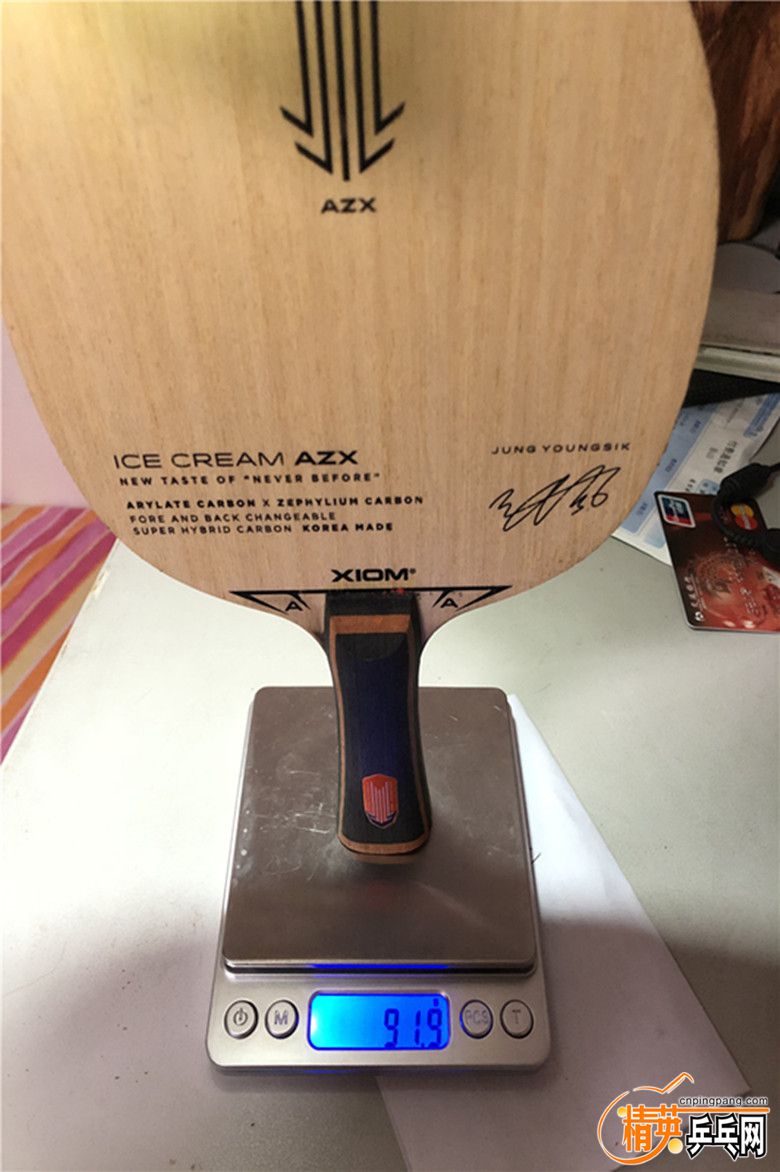 AZX
ICE CREAM AZX
NEW TASTE OF "NEVER BEFORE"
ARYLATE CARBON X ZEPHYLIUM CARBON
FORE AND BACK CHANGEABLE
SUPER HYBRID CARBON KOREA MADE
JUNG YOUNGSIK
XIOM®
A A
M
91.9
PCS
T
cnpingpang.com
精英乒乓网